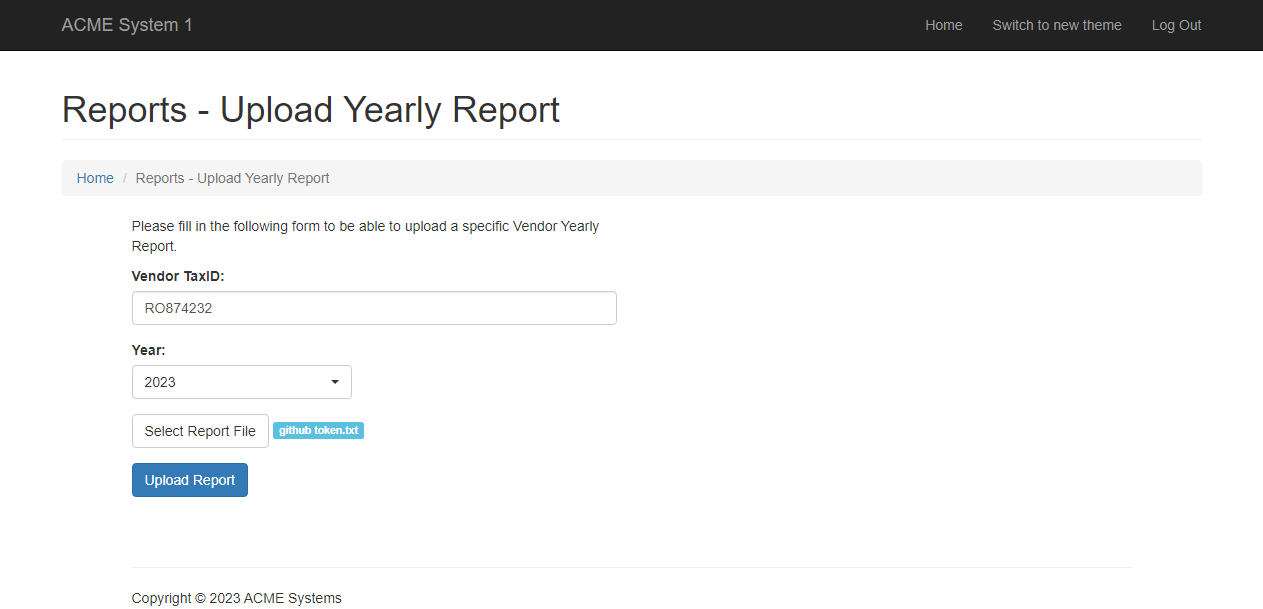 ACME System 1
Home
Switch to new theme
Log Out
Reports - Upload Yearly Report
Home / Reports - Upload Yearly Report
Please fill in the following form to be able to upload a specific Vendor Yearly
Report.
Vendor TaxID:
RO874232
Year:
2023
Select Report File
github token.txt
Upload Report
Copyright © 2023 ACME Systems